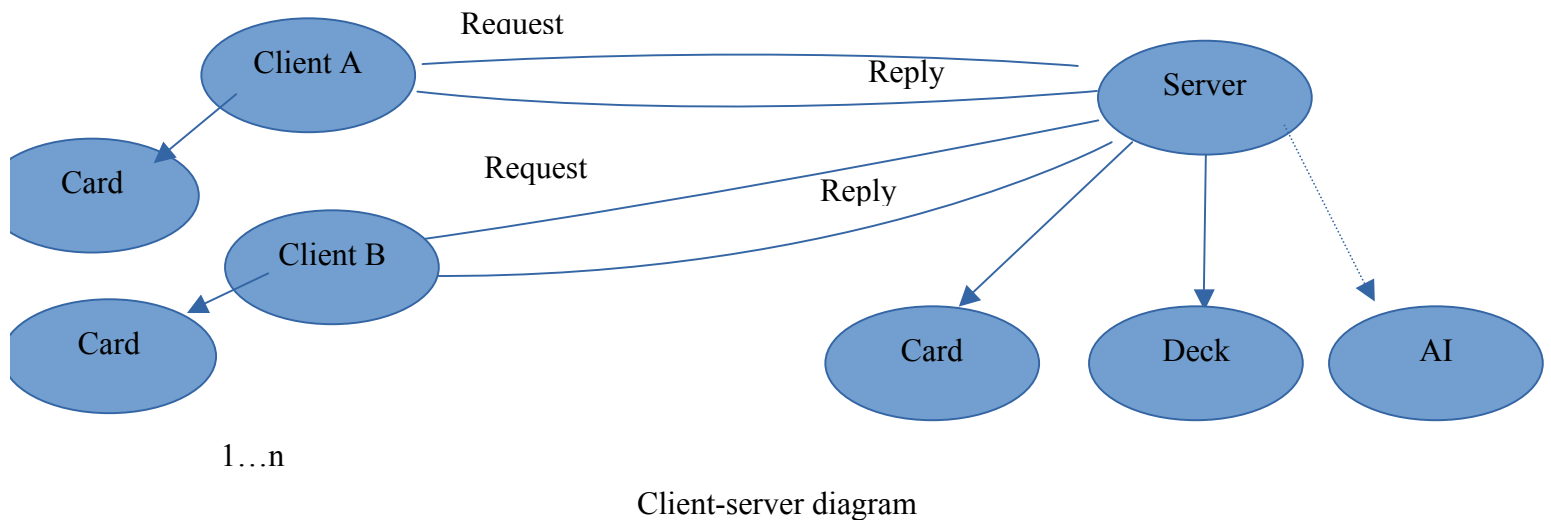 Request
Client A
Reply
Server
Card
Request
Reply
Client B
Card
Card
Deck
AI
1…n
Client-server diagram